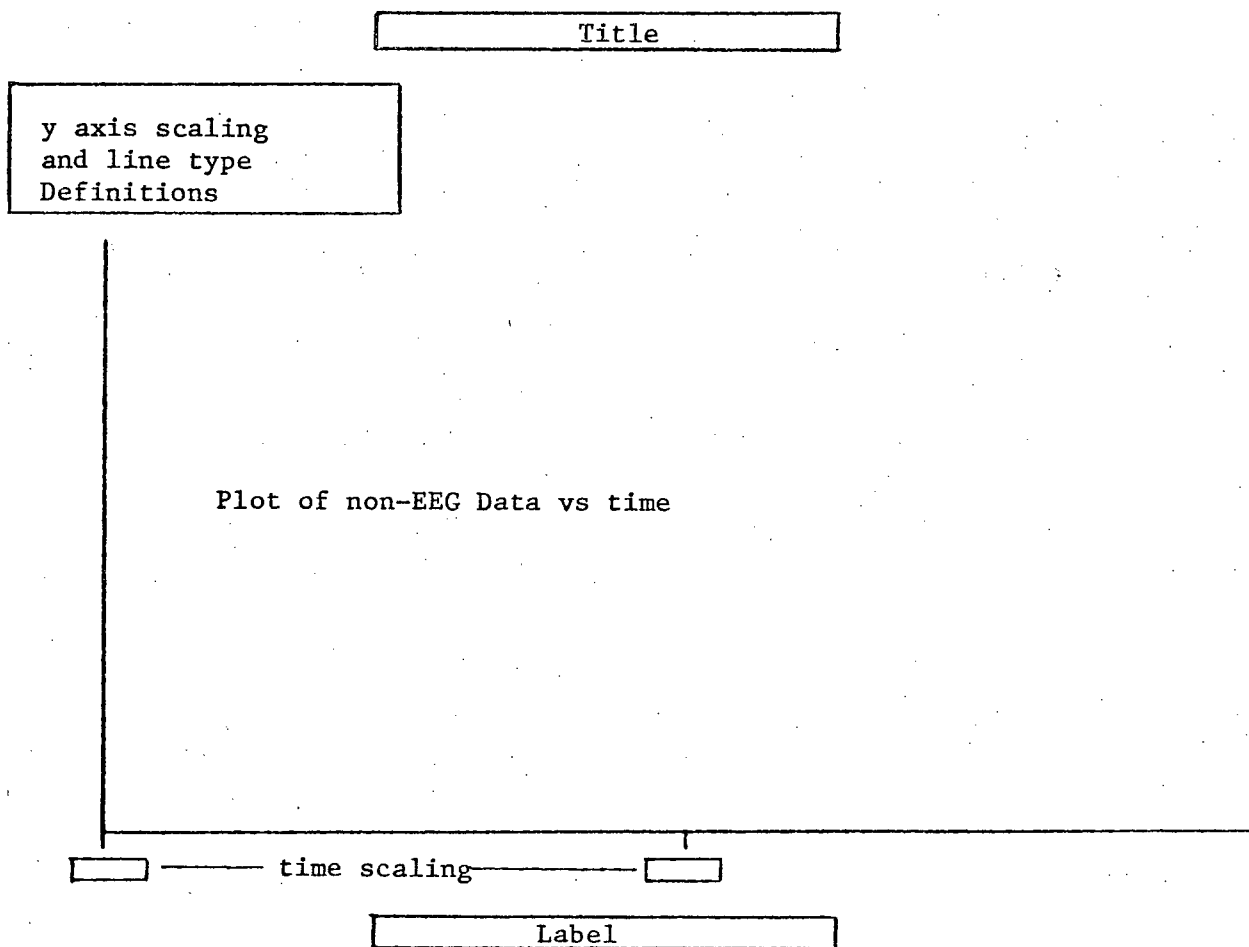 Title
y axis scaling
and line type
Definitions
Plot of non-EEG Data vs time
time scaling
Label